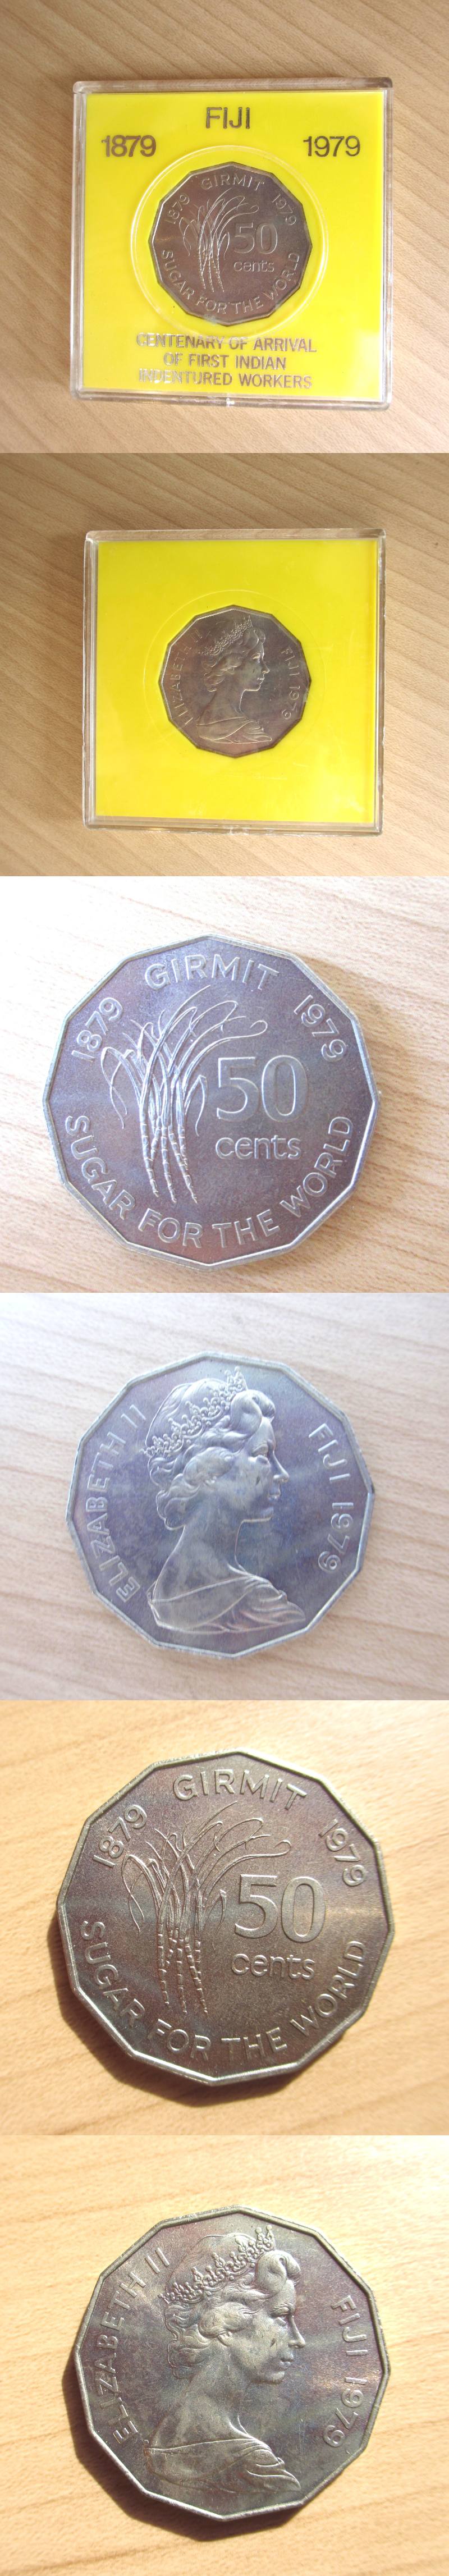 FIJI
1879 1979
1879 GIRMIT 1979
50
cents
SUGAR FOR THE WORLD
CENTENARY OF ARRIVAL
OF FIRST INDIAN
INDENTURED WORKERS
ELIZABETH II
FIJI 1979
1879 GIRMIT 1979
50
cents
SUGAR FOR THE WORLD
ELIZABETH II
FIJI 1979
1879 GIRMIT 1979
50
cents
SUGAR FOR THE WORLD
ELIZABETH II
FIJI 1979